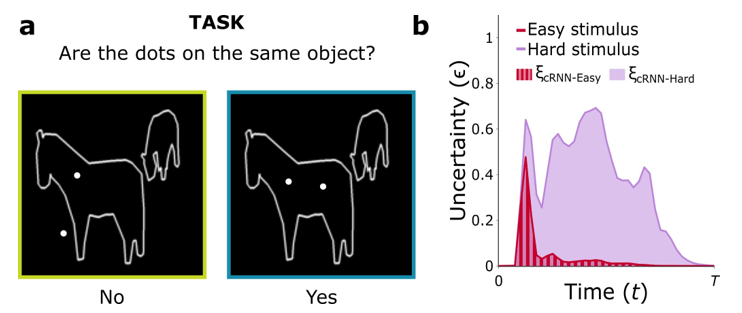 a
TASK
Are the dots on the same object?
No
Yes
b
Easy stimulus
Hard stimulus
ξcRNN-Easy
ξcRNN-Hard
Uncertainty (ϵ)
1
0.8
0.6
0.4
0.2
0
0
T
Time (t)